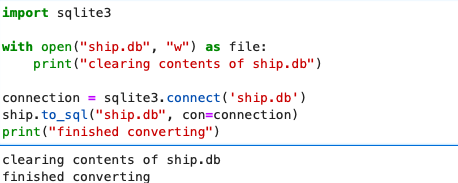 import sqlite3
with open("ship.db", "w") as file:
    print("clearing contents of ship.db")
connection = sqlite3.connect('ship.db')
ship.to_sql("ship.db", con=connection)
print("finished converting")
clearing contents of ship.db
finished converting